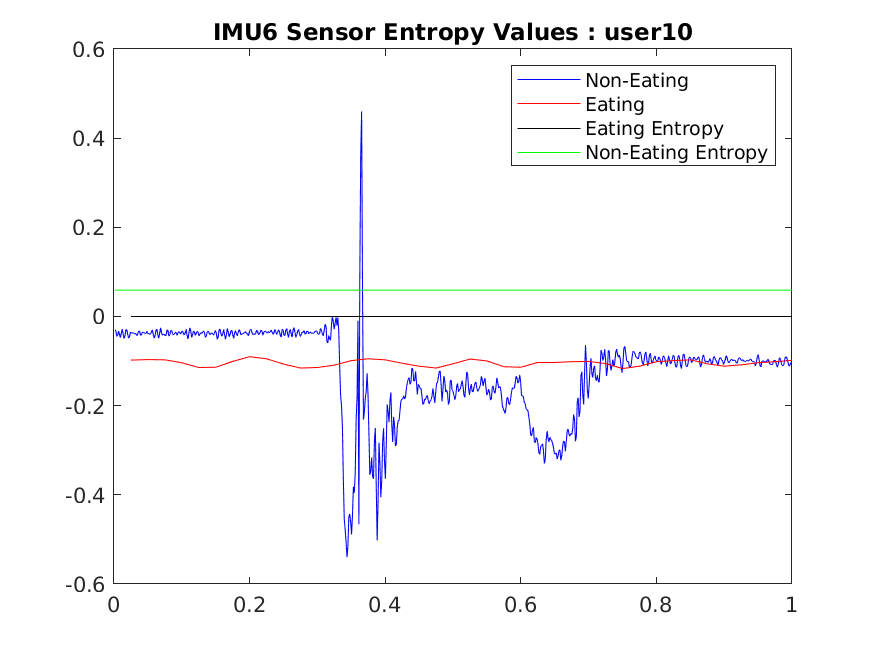 IMU6 Sensor Entropy Values : user10
0.6
0.4
0.2
0
-0.2
-0.4
-0.6
0
0.2
0.4
0.6
0.8
1
Non-Eating
Eating
Eating Entropy
Non-Eating Entropy